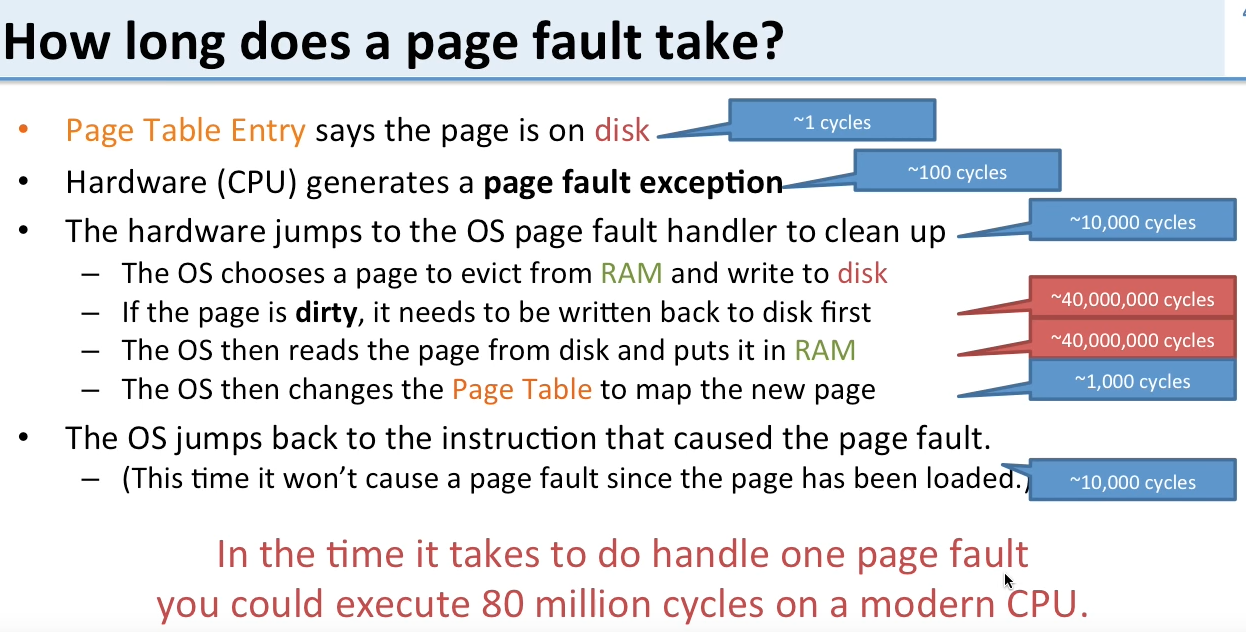 How long does a page fault take?
• Page Table Entry says the page is on disk
~1 cycles
• Hardware (CPU) generates a page fault exception
~100 cycles
• The hardware jumps to the OS page fault handler to clean up
~10,000 cycles
– The OS chooses a page to evict from RAM and write to disk
– If the page is dirty, it needs to be written back to disk first
~40,000,000 cycles
– The OS then reads the page from disk and puts it in RAM
~40,000,000 cycles
– The OS then changes the Page Table to map the new page
~1,000 cycles
• The OS jumps back to the instruction that caused the page fault.
– (This time it won’t cause a page fault since the page has been loaded.)
~10,000 cycles
In the time it takes to do handle one page fault
you could execute 80 million cycles on a modern CPU.